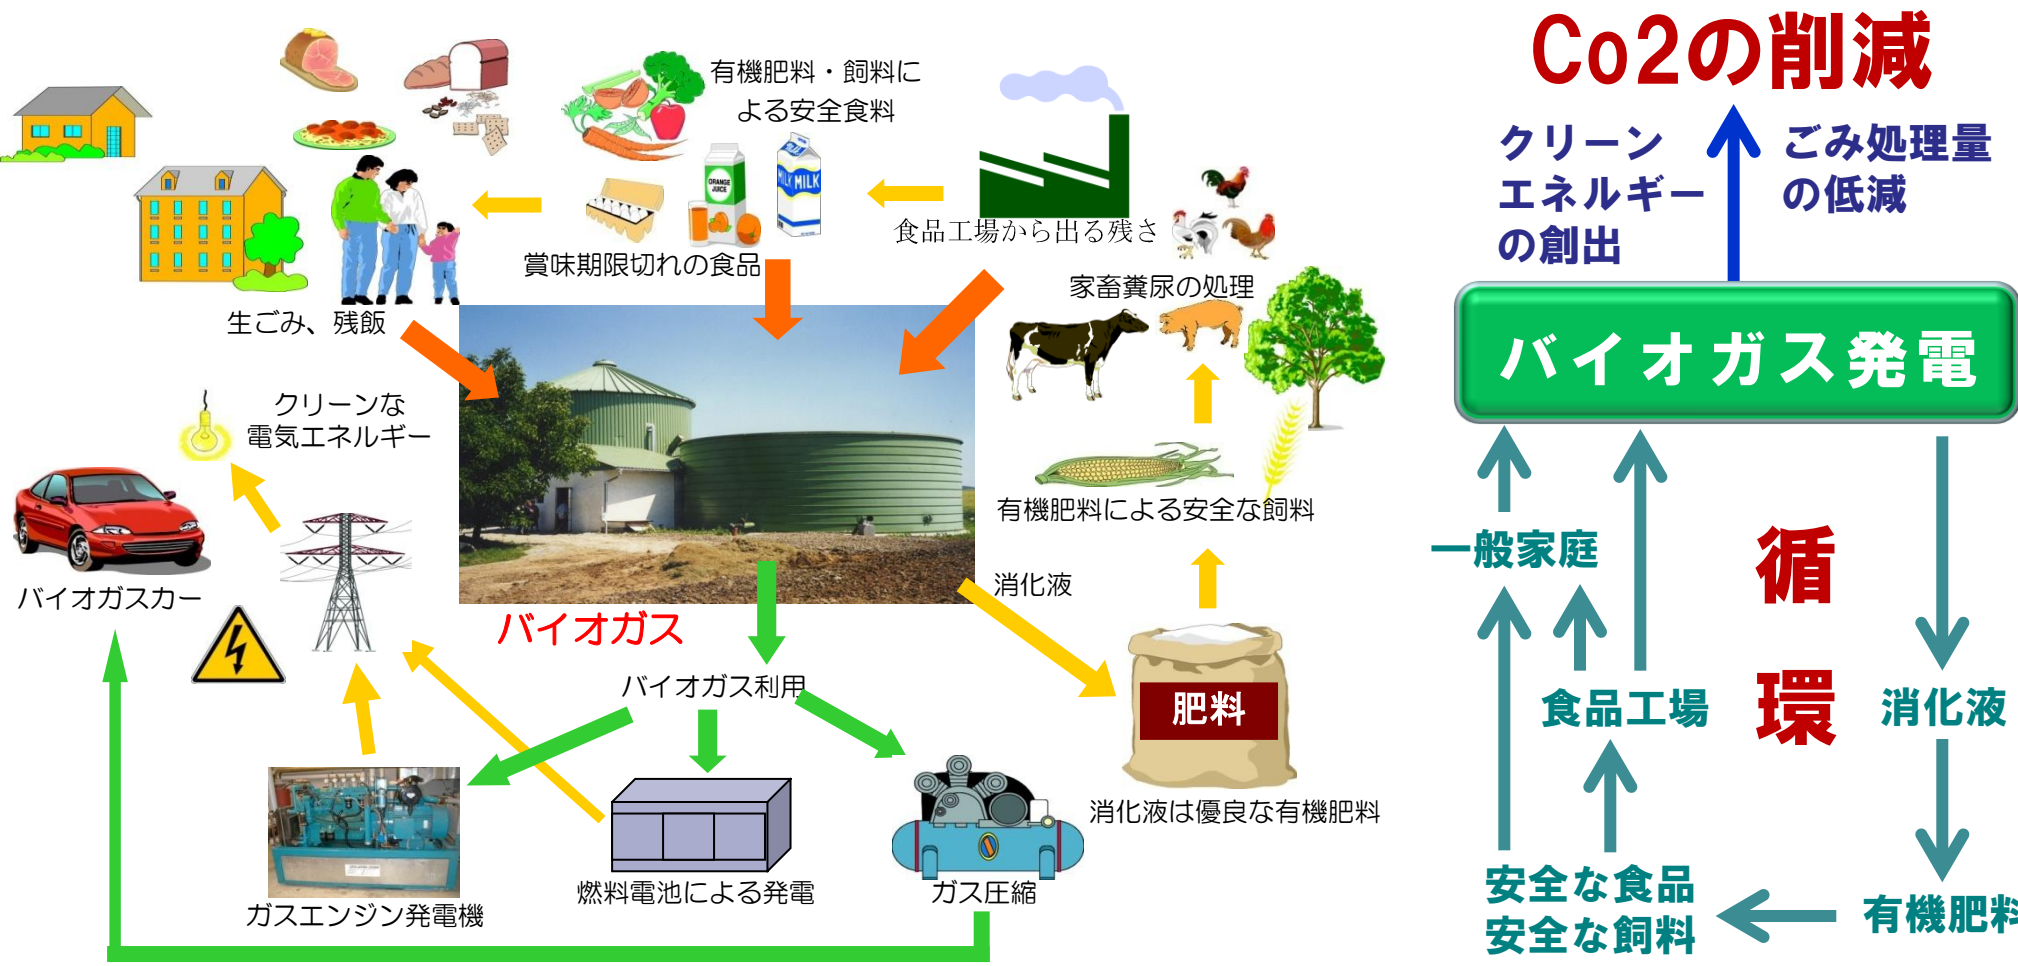 有機肥料・飼料に
よる安全食料
ORANGE
JUICE
MILK
MILK
食品工場から出る残さ
賞味期限切れの食品
家畜糞尿の処理
生ごみ、残飯
クリーンな
電気エネルギー
有機肥料による安全な飼料
バイオガスカー
消化液
バイオガス
バイオガス利用
肥料
消化液は優良な有機肥料
ガスエンジン発電機
燃料電池による発電
ガス圧縮
Co2の削減
クリーン
エネルギー
の創出
ごみ処理量
の低減
バイオガス発電
一般家庭
循
環
食品工場
消化液
安全な食品
安全な飼料
有機肥料